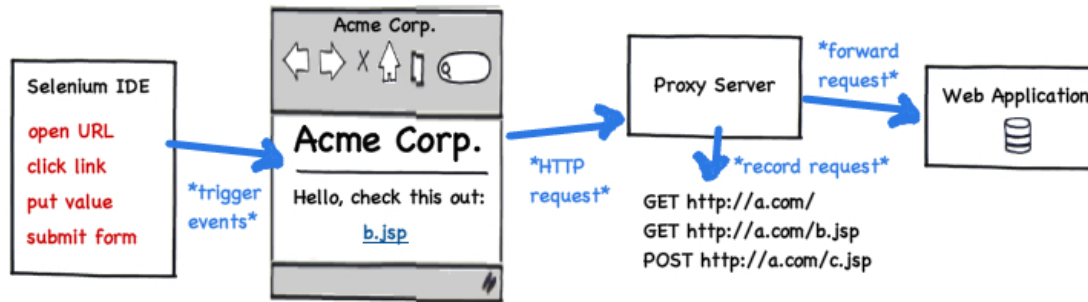 Selenium IDE
open URL
click link
put value
submit form
*trigger
events*
Acme Corp.
X
Acme Corp.
Hello, check this out:
b.jsp
*HTTP
request*
Proxy Server
*record request*
GET http://a.com/
GET http://a.com/b.jsp
POST http://a.com/c.jsp
*forward
request*
Web Application